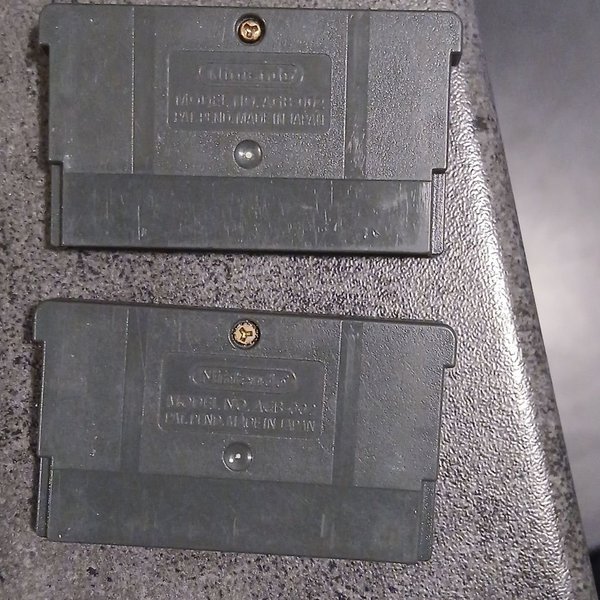 Nintendo
MODEL NO. AGB-002
PAT. PEND. MADE IN JAPAN
Nintendo
MODEL NO. AGB-002
PAT. PEND. MADE IN JAPAN